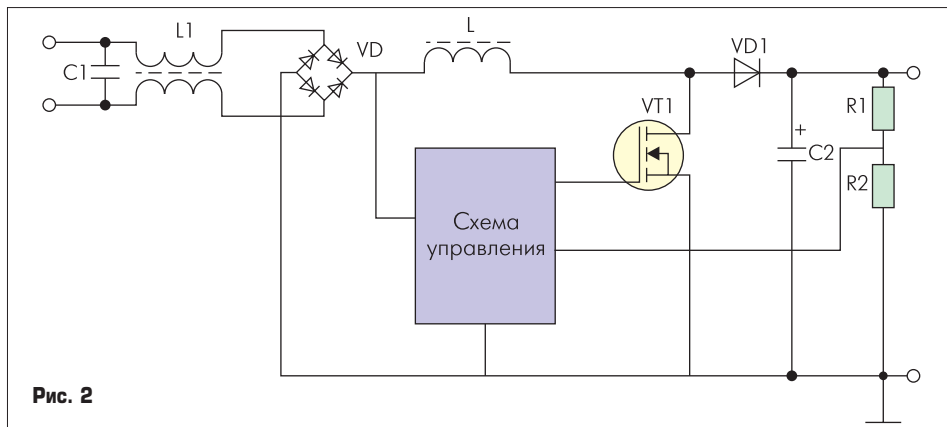 L1
C1
VD
L
VD1
VT1
+
C2
R1
R2
Схема
управления
Рис. 2